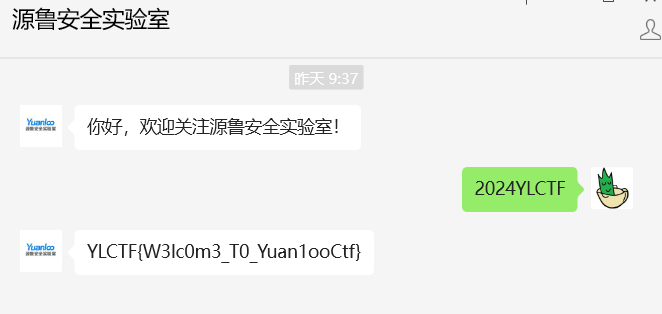 源鲁安全实验室
昨天 9:37
Yuanloo
源鲁安全实验室
你好，欢迎关注源鲁安全实验室！
2024YLCTF
Yuanloo
源鲁安全实验室
YLCTF{W3lc0m3_T0_Yuan1ooCtf}